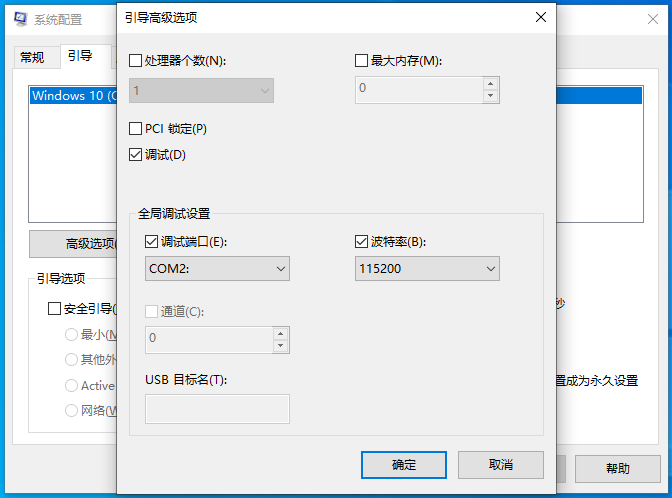 系统配置
引导高级选项
常规
引导
处理器个数(N):
最大内存(M):
Windows 10 (C
1
0
PCI 锁定(P)
调试(D)
全局调试设置
高级选项(
调试端口(E):
波特率(B):
COM2:
115200
引导选项
安全引导(
通道(C):
秒
最小(M
0
其他外
USB 目标名(T):
Active
置成为永久设置
网络(W
确定
取消
帮助